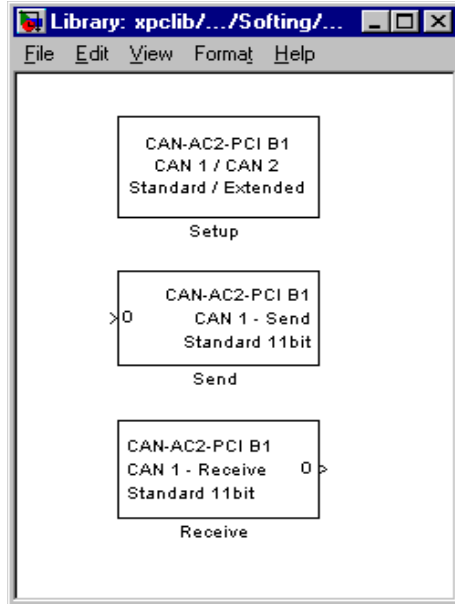 Library: xpclib/.../Softing/...
File Edit View Format Help
CAN-AC2-PCI B1
CAN 1 / CAN 2
Standard / Extended
Setup
CAN-AC2-PCI B1
0 CAN 1 - Send
Standard 11bit
Send
CAN-AC2-PCI B1
CAN 1 - Receive 0
Standard 11bit
Receive